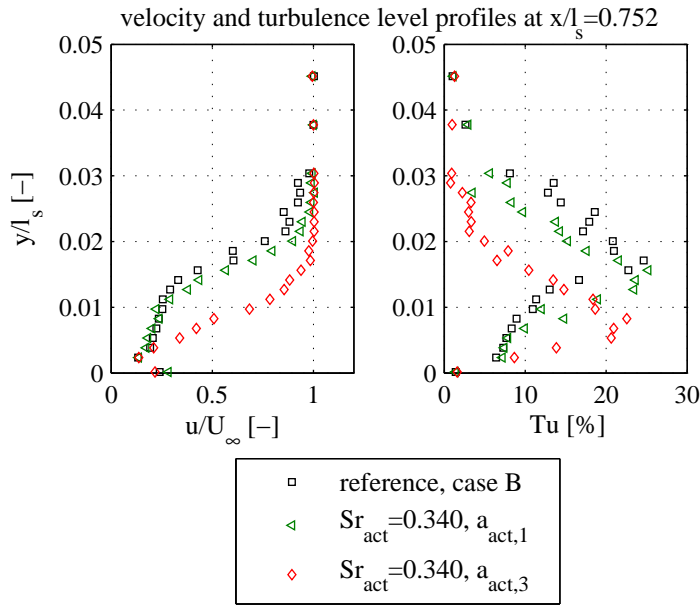 velocity and turbulence level profiles at x/l_s=0.752
0.05
0.04
0.03
0.02
0.01
0
y/l_s [−]
0 0.5 1
u/U_∞ [−]
0.05
0.04
0.03
0.02
0.01
0
0 10 20 30
Tu [%]
reference, case B
Sr_act=0.340, a_act,1
Sr_act=0.340, a_act,3